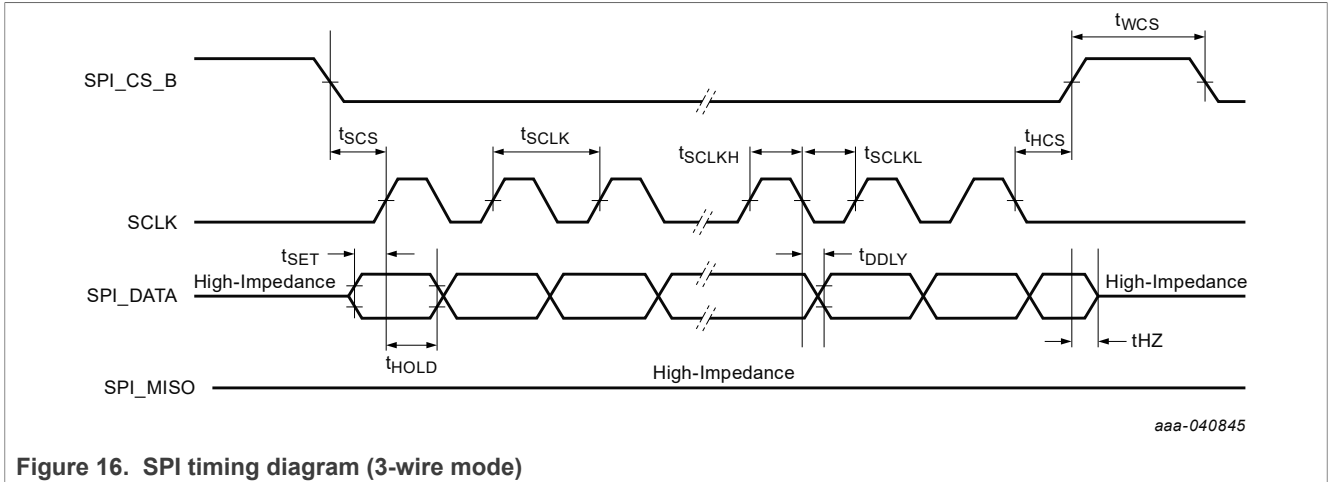 tWCS
SPI_CS_B
tSCS
tSCLK
tSCLKH
tSCLKL
tHCS
SCLK
tSET
tDDLY
High-Impedance
High-Impedance
SPI_DATA
tHZ
tHOLD
High-Impedance
SPI_MISO
aaa-040845
Figure 16. SPI timing diagram (3-wire mode)